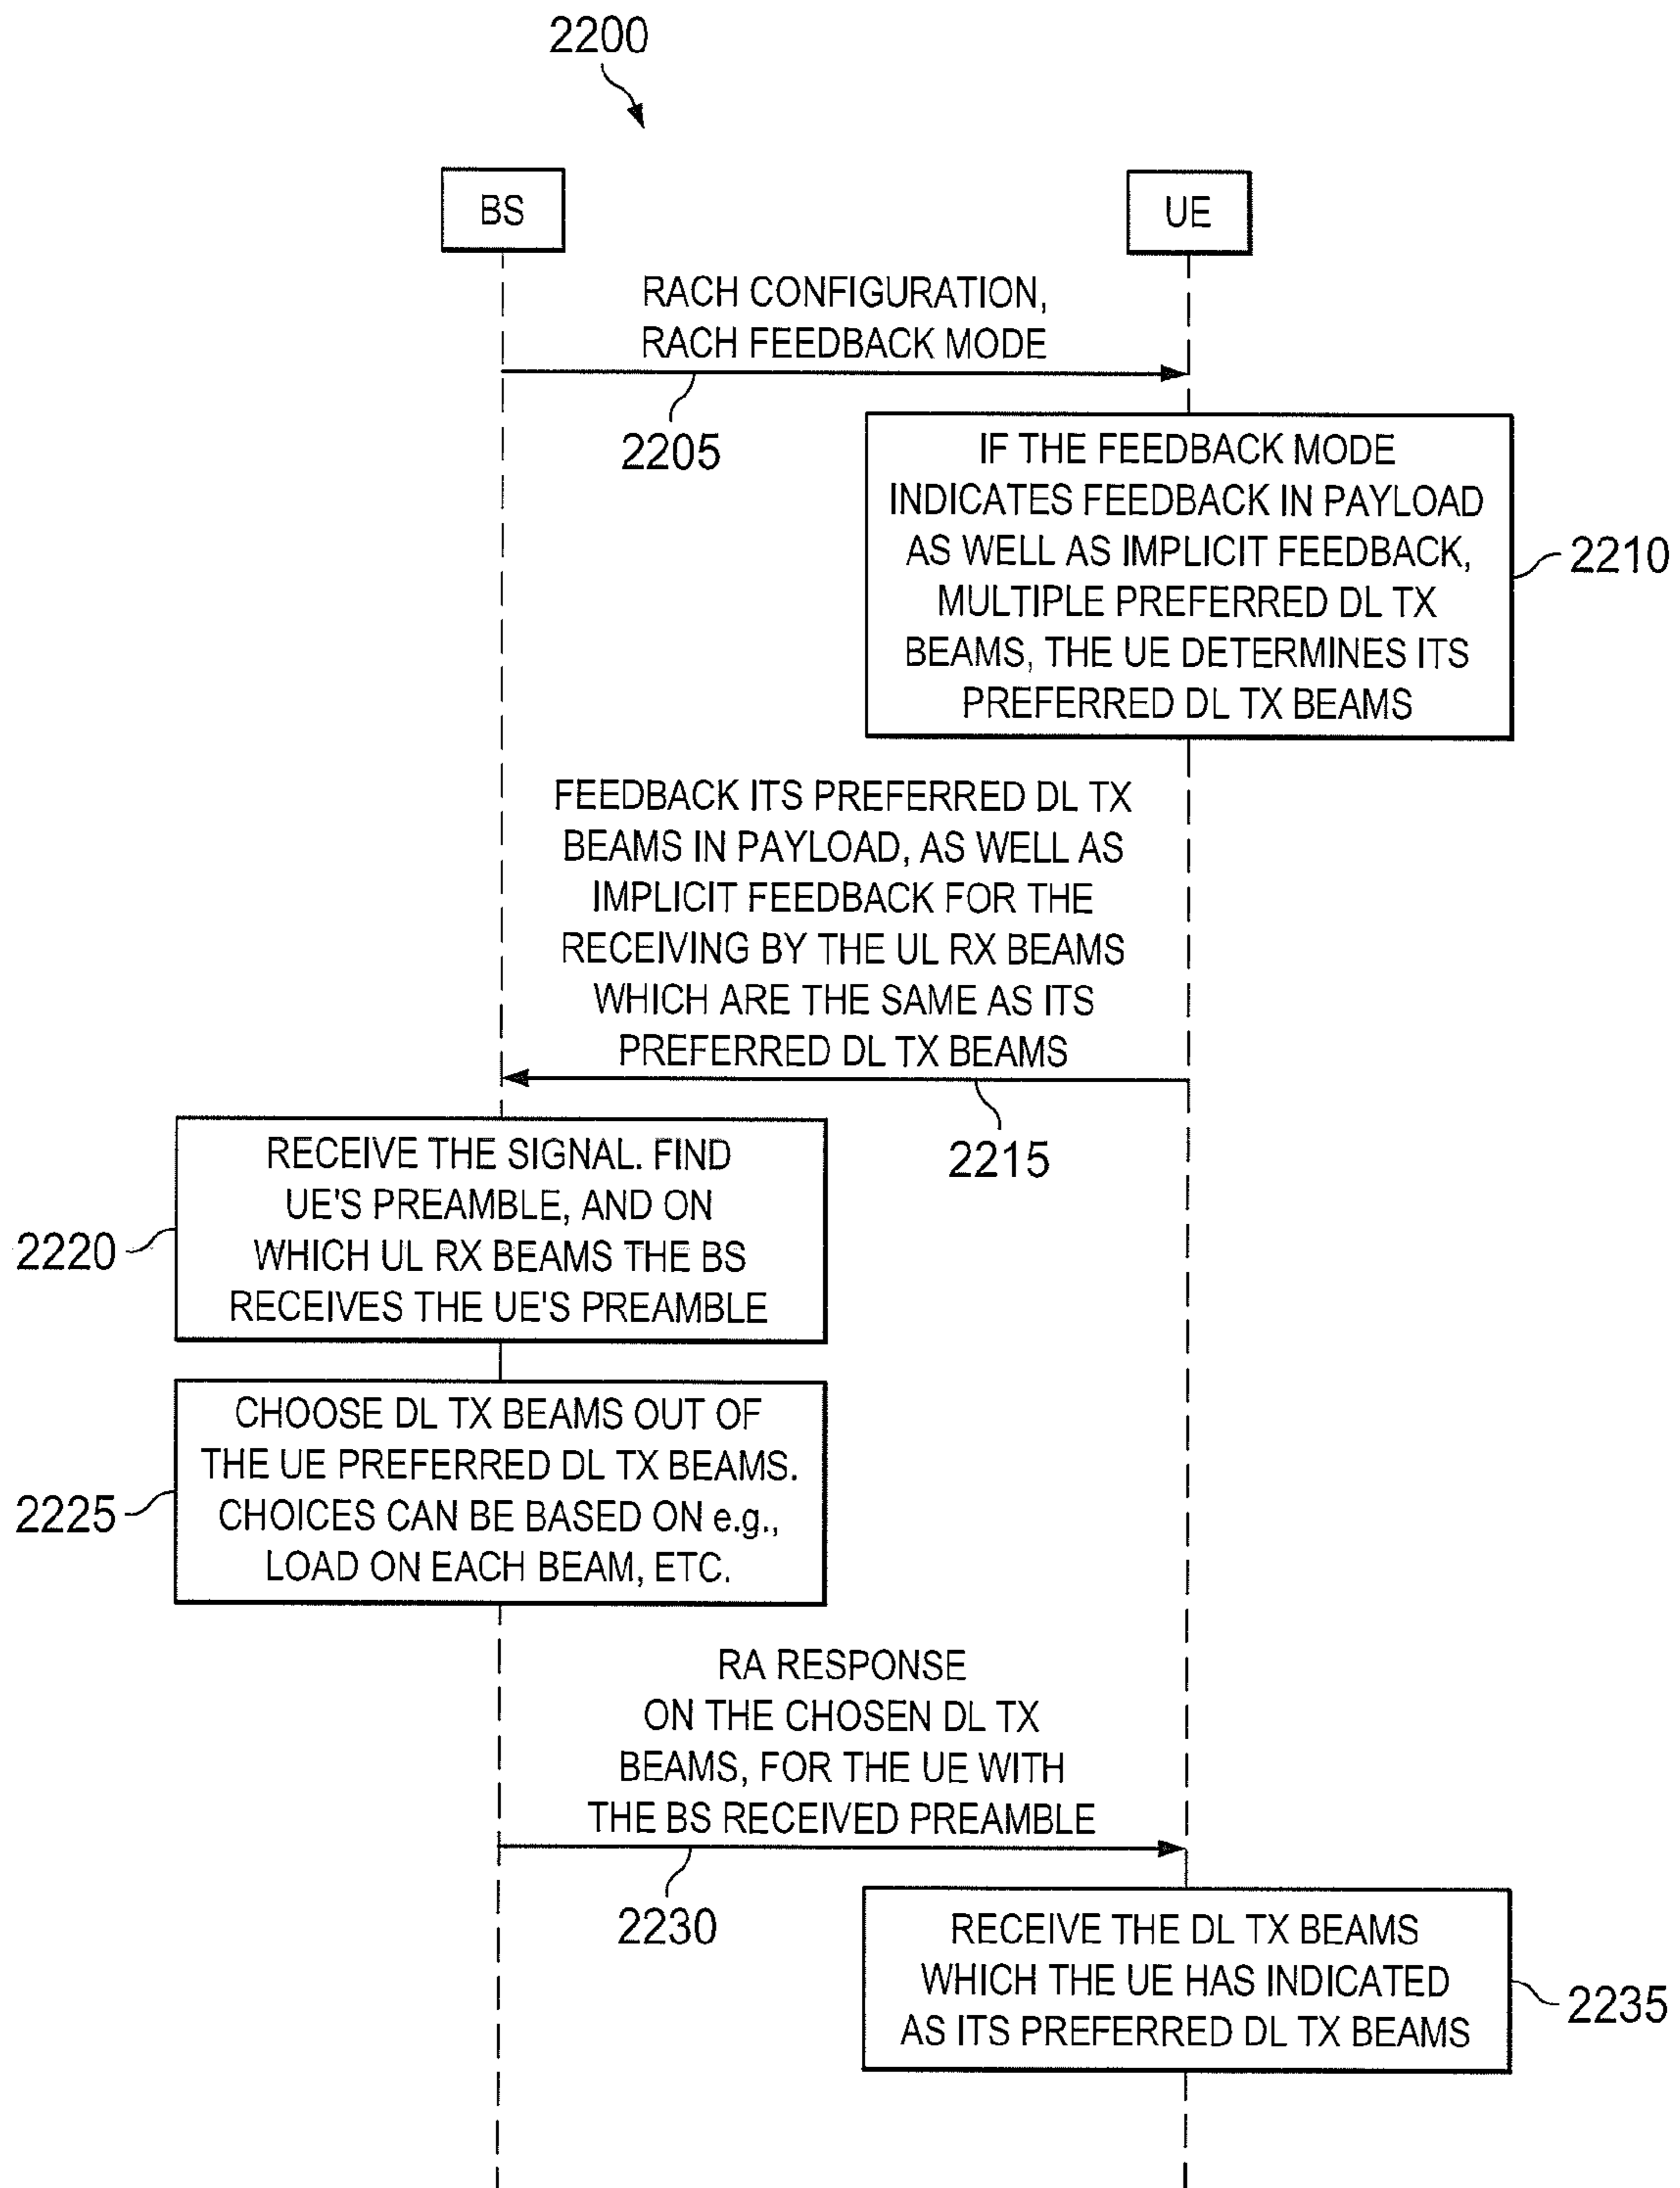 2200
BS
UE
RACH CONFIGURATION,
RACH FEEDBACK MODE
2205
IF THE FEEDBACK MODE
INDICATES FEEDBACK IN PAYLOAD
AS WELL AS IMPLICIT FEEDBACK,
MULTIPLE PREFERRED DL TX
BEAMS, THE UE DETERMINES ITS
PREFERRED DL TX BEAMS
2210
FEEDBACK ITS PREFERRED DL TX
BEAMS IN PAYLOAD, AS WELL AS
IMPLICIT FEEDBACK FOR THE
RECEIVING BY THE UL RX BEAMS
WHICH ARE THE SAME AS ITS
PREFERRED DL TX BEAMS
2215
RECEIVE THE SIGNAL. FIND
UE'S PREAMBLE, AND ON
WHICH UL RX BEAMS THE BS
RECEIVES THE UE'S PREAMBLE
2220
CHOOSE DL TX BEAMS OUT OF
THE UE PREFERRED DL TX BEAMS.
CHOICES CAN BE BASED ON e.g.,
LOAD ON EACH BEAM, ETC.
2225
RA RESPONSE
ON THE CHOSEN DL TX
BEAMS, FOR THE UE WITH
THE BS RECEIVED PREAMBLE
2230
RECEIVE THE DL TX BEAMS
WHICH THE UE HAS INDICATED
AS ITS PREFERRED DL TX BEAMS
2235